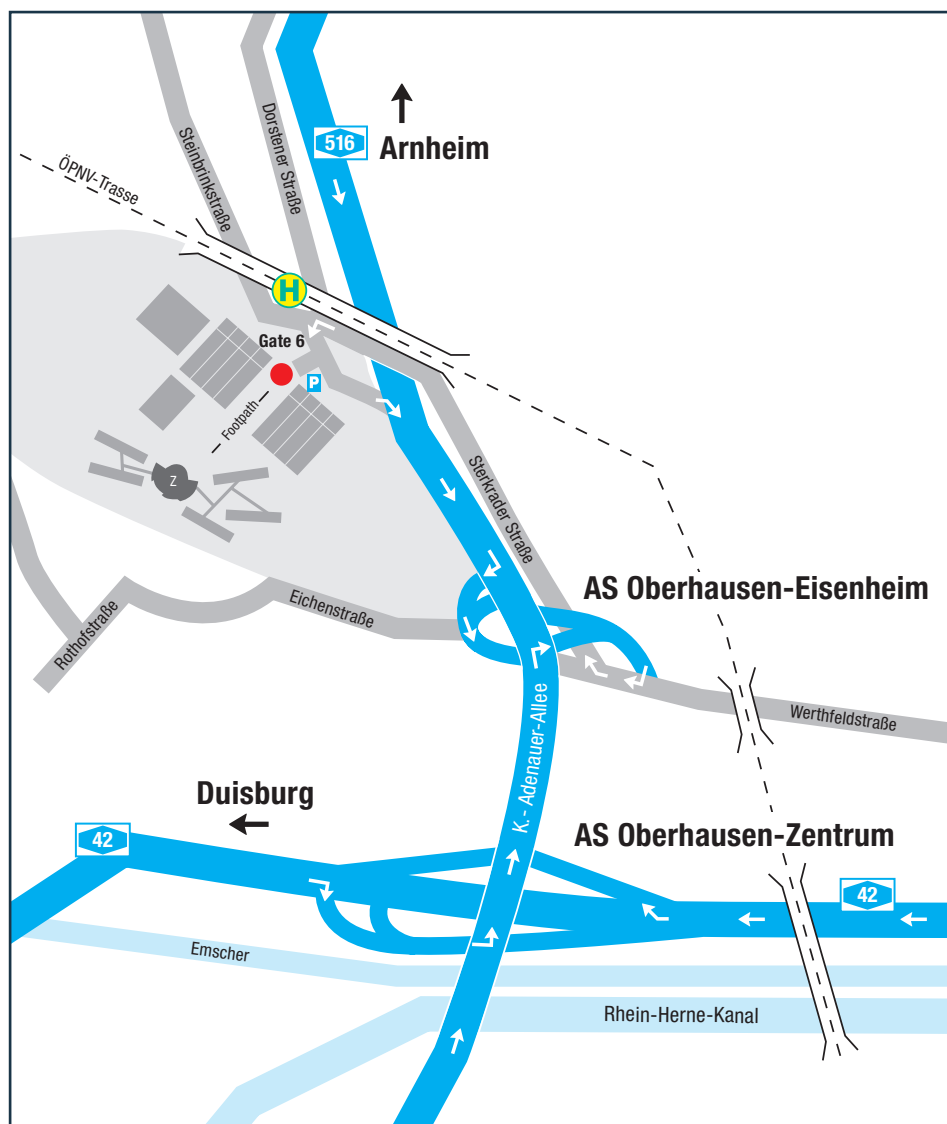 516
Arnheim
Dorstener Straße
Steinbrinkstraße
ÖPNV-Trasse
H
Gate 6
P
Footpath
Z
Sterkrader Straße
AS Oberhausen-Eisenheim
Eichenstraße
Rothofstraße
Werthfeldstraße
K.- Adenauer-Allee
Duisburg
42
AS Oberhausen-Zentrum
42
Emscher
Rhein-Herne-Kanal